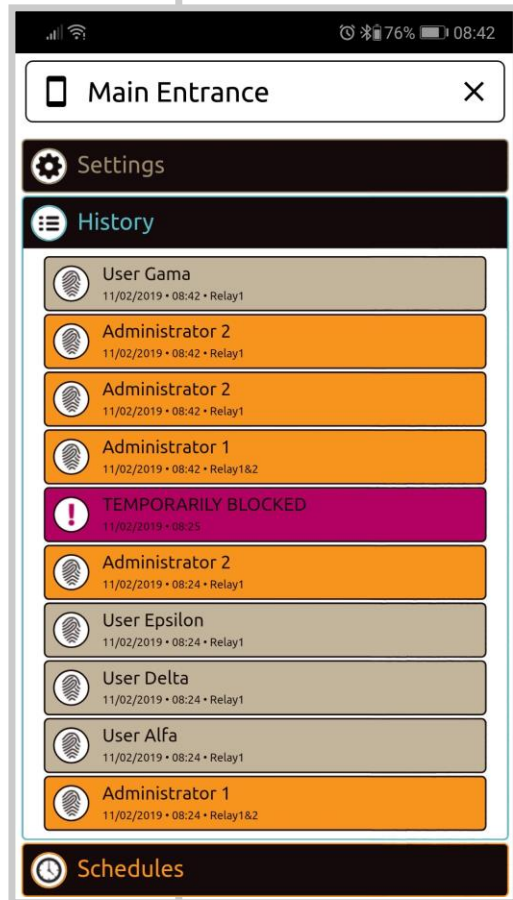 76% 08:42
Main Entrance
Settings
History
User Gama
11/02/2019 • 08:42 • Relay1
Administrator 2
11/02/2019 • 08:42 • Relay1
Administrator 2
11/02/2019 • 08:42 • Relay1
Administrator 1
11/02/2019 • 08:42 • Relay1&2
TEMPORARILY BLOCKED
11/02/2019 • 08:25
Administrator 2
11/02/2019 • 08:24 • Relay1
User Epsilon
11/02/2019 • 08:24 • Relay1
User Delta
11/02/2019 • 08:24 • Relay1
User Alfa
11/02/2019 • 08:24 • Relay1
Administrator 1
11/02/2019 • 08:24 • Relay1&2
Schedules